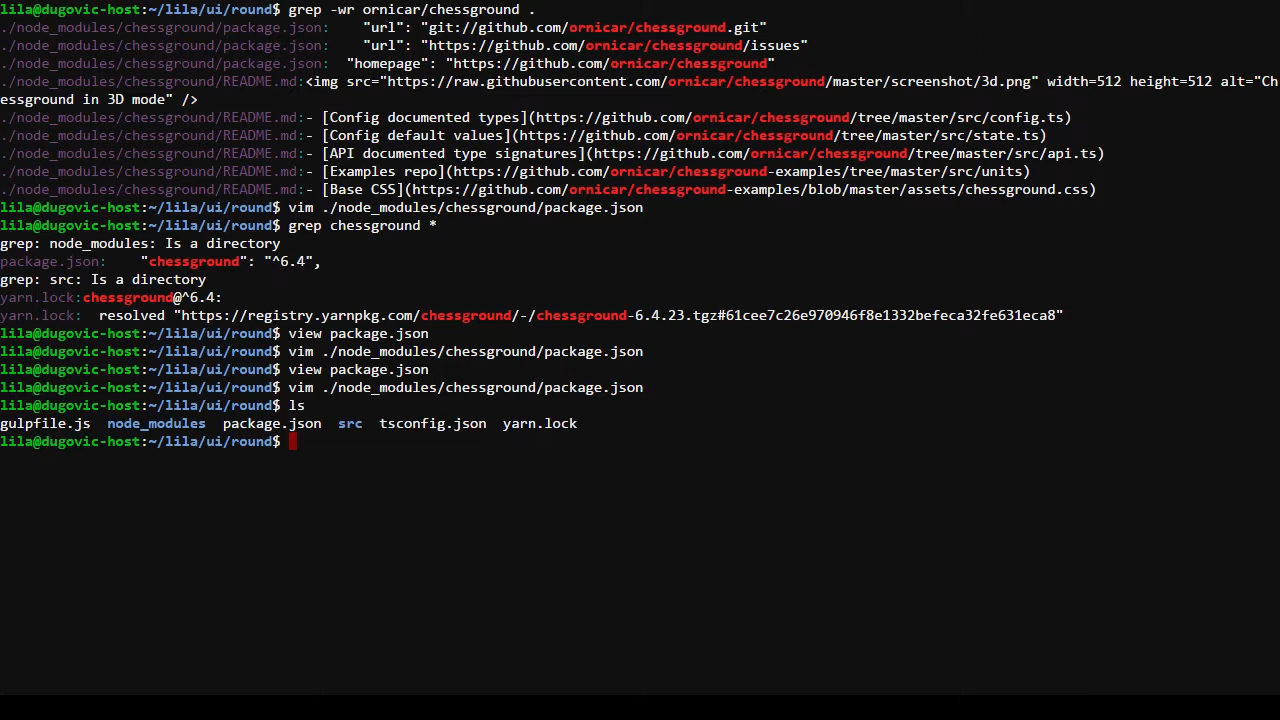 lila@dugovic-host:~/lila/ui/round$ grep -wr ornicar/chessground .
./node_modules/chessground/package.json:    "url": "git://github.com/ornicar/chessground.git"
./node_modules/chessground/package.json:    "url": "https://github.com/ornicar/chessground/issues"
./node_modules/chessground/package.json:  "homepage": "https://github.com/ornicar/chessground"
./node_modules/chessground/README.md:<img src="https://raw.githubusercontent.com/ornicar/chessground/master/screenshot/3d.png" width=512 height=512 alt="Ch
essground in 3D mode" />
./node_modules/chessground/README.md:- [Config documented types](https://github.com/ornicar/chessground/tree/master/src/config.ts)
./node_modules/chessground/README.md:- [Config default values](https://github.com/ornicar/chessground/tree/master/src/state.ts)
./node_modules/chessground/README.md:- [API documented type signatures](https://github.com/ornicar/chessground/tree/master/src/api.ts)
./node_modules/chessground/README.md:- [Examples repo](https://github.com/ornicar/chessground-examples/tree/master/src/units)
./node_modules/chessground/README.md:- [Base CSS](https://github.com/ornicar/chessground-examples/blob/master/assets/chessground.css)
lila@dugovic-host:~/lila/ui/round$ vim ./node_modules/chessground/package.json
lila@dugovic-host:~/lila/ui/round$ grep chessground *
grep: node_modules: Is a directory
package.json:    "chessground": "^6.4",
grep: src: Is a directory
yarn.lock:chessground@^6.4:
yarn.lock:  resolved "https://registry.yarnpkg.com/chessground/-/chessground-6.4.23.tgz#61cee7c26e970946f8e1332befeca32fe631eca8"
lila@dugovic-host:~/lila/ui/round$ view package.json
lila@dugovic-host:~/lila/ui/round$ vim ./node_modules/chessground/package.json
lila@dugovic-host:~/lila/ui/round$ view package.json
lila@dugovic-host:~/lila/ui/round$ vim ./node_modules/chessground/package.json
lila@dugovic-host:~/lila/ui/round$ ls
gulpfile.js  node_modules  package.json  src  tsconfig.json  yarn.lock
lila@dugovic-host:~/lila/ui/round$